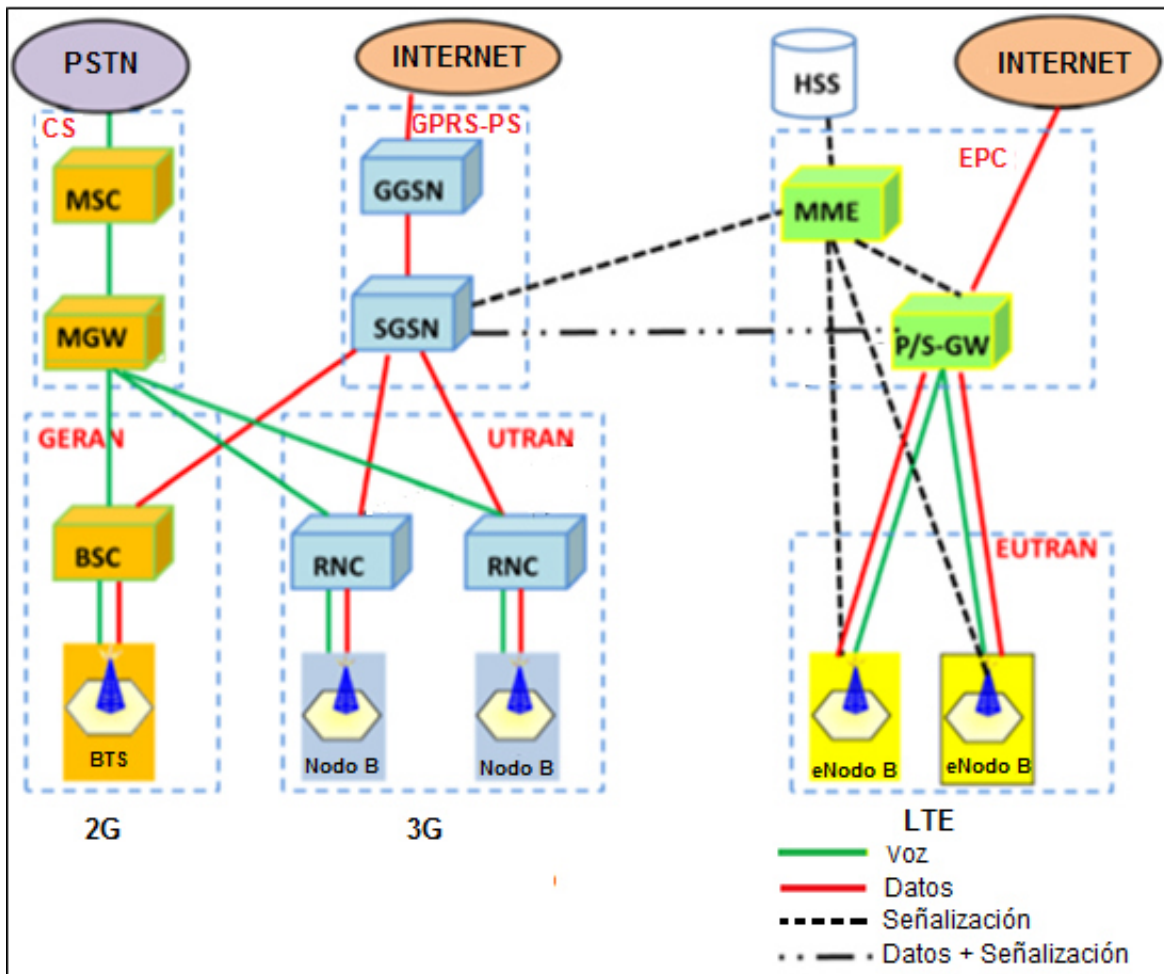 PSTN
INTERNET
HSS
INTERNET
CS
GPRS-PS
EPC
MSC
GGSN
MME
MGW
SGSN
P/S-GW
GERAN
UTRAN
EUTRAN
BSC
RNC
RNC
BTS
Nodo B
Nodo B
eNodo B
eNodo B
2G
3G
LTE
Voz
Datos
Señalización
Datos + Señalización